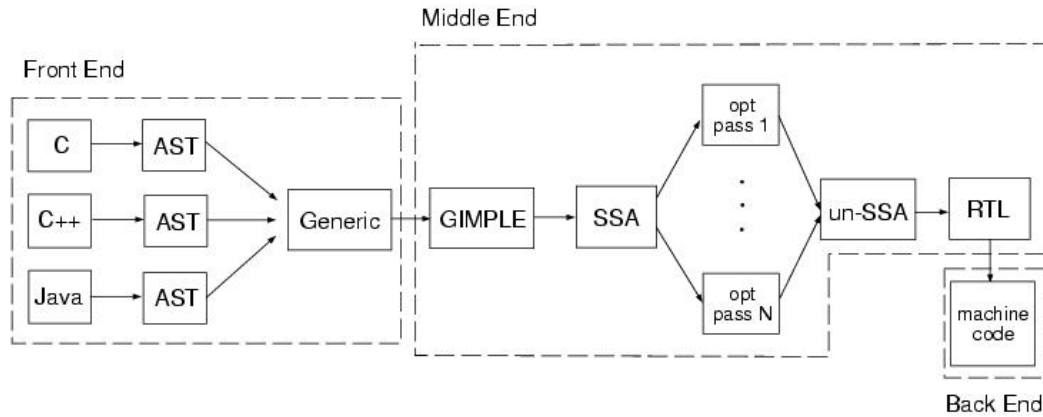 Middle End
Front End
C
AST
C++
AST
Java
AST
Generic
GIMPLE
SSA
opt
pass 1
opt
pass N
un-SSA
RTL
machine
code
Back End